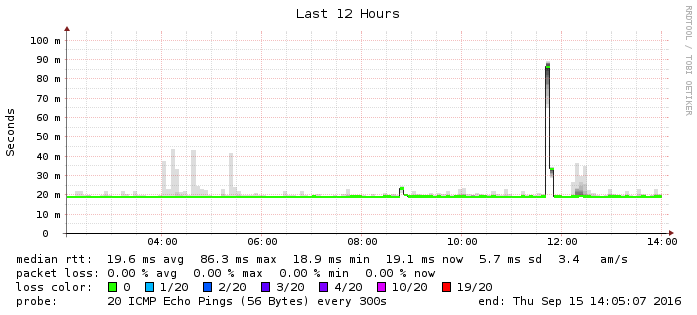 Last 12 Hours
RRDTOOL / TOBI OETIKER
Seconds
100 m
90 m
80 m
70 m
60 m
50 m
40 m
30 m
20 m
10 m
0
04:00 06:00 08:00 10:00 12:00 14:00
median rtt: 19.6 ms avg 86.3 ms max 18.9 ms min 19.1 ms now 5.7 ms sd 3.4 am/s
packet loss: 0.00 % avg 0.00 % max 0.00 % min 0.00 % now
loss color: 0 1/20 2/20 3/20 4/20 10/20 19/20
probe: 20 ICMP Echo Pings (56 Bytes) every 300s end: Thu Sep 15 14:05:07 2016